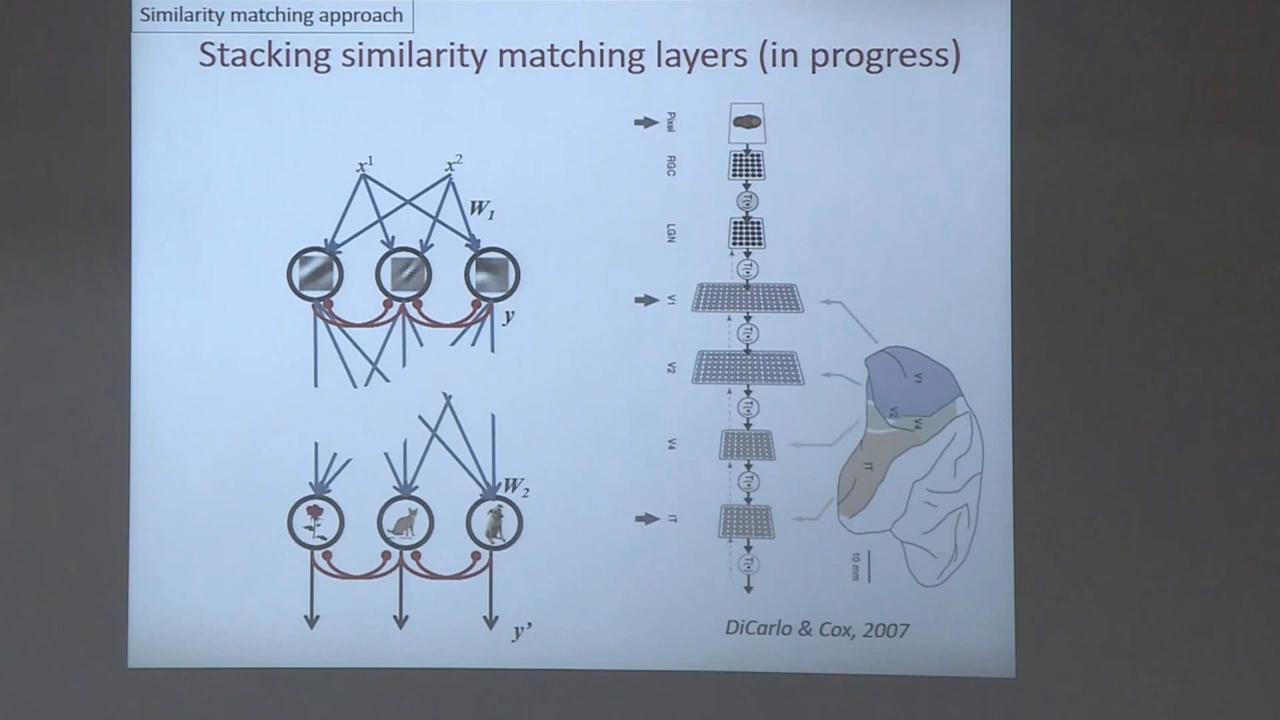 Similarity matching approach
Stacking similarity matching layers (in progress)
x¹ x²
W₁
y
W₂
y'
Pixel
RGC
T(•)
LGN
T(•)
V1
T(•)
V2
T(•)
V4
T(•)
IT
T(•)
V1
V2
V4
IT
10 mm
DiCarlo & Cox, 2007